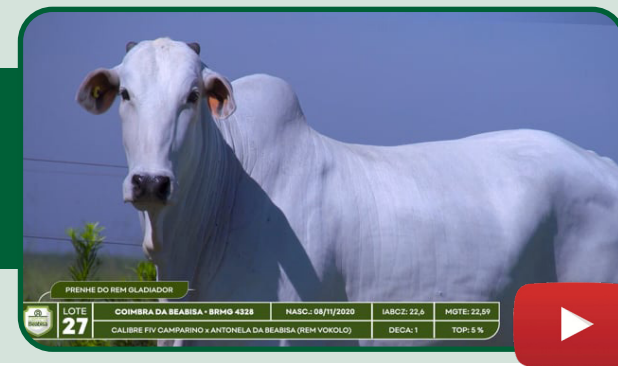 PRENHE DO REM GLADIADOR
Beabisa
LOTE
27
COIMBRA DA BEABISA • BRMG 4328
NASC.: 08/11/2020
IABCZ: 22,6
MGTE: 22,59
CALIBRE FIV CAMPARINO x ANTONELA DA BEABISA (REM VOKOLO)
DECA: 1
TOP: 5 %